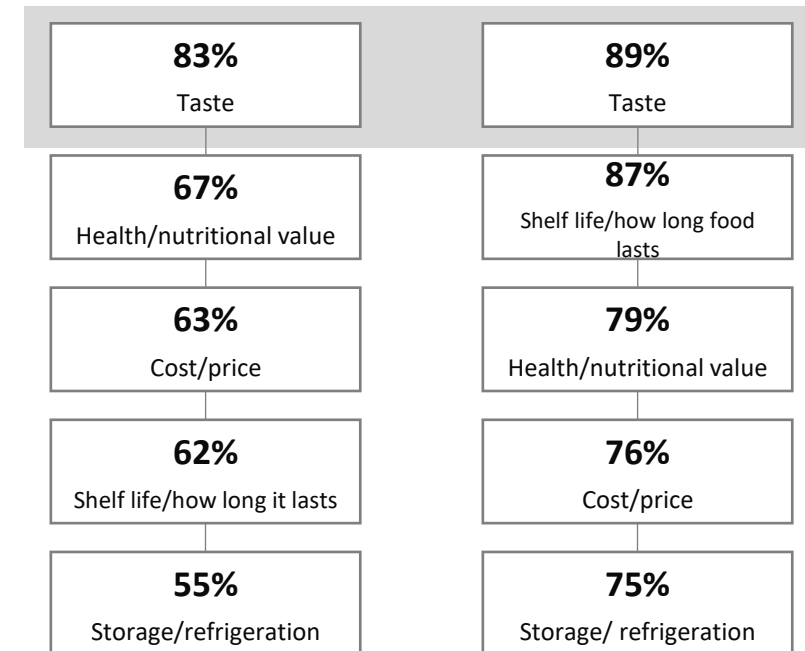 83%
Taste
67%
Health/nutritional value
63%
Cost/price
62%
Shelf life/how long it lasts
55%
Storage/refrigeration
89%
Taste
87%
Shelf life/how long food
lasts
79%
Health/nutritional value
76%
Cost/price
75%
Storage/ refrigeration